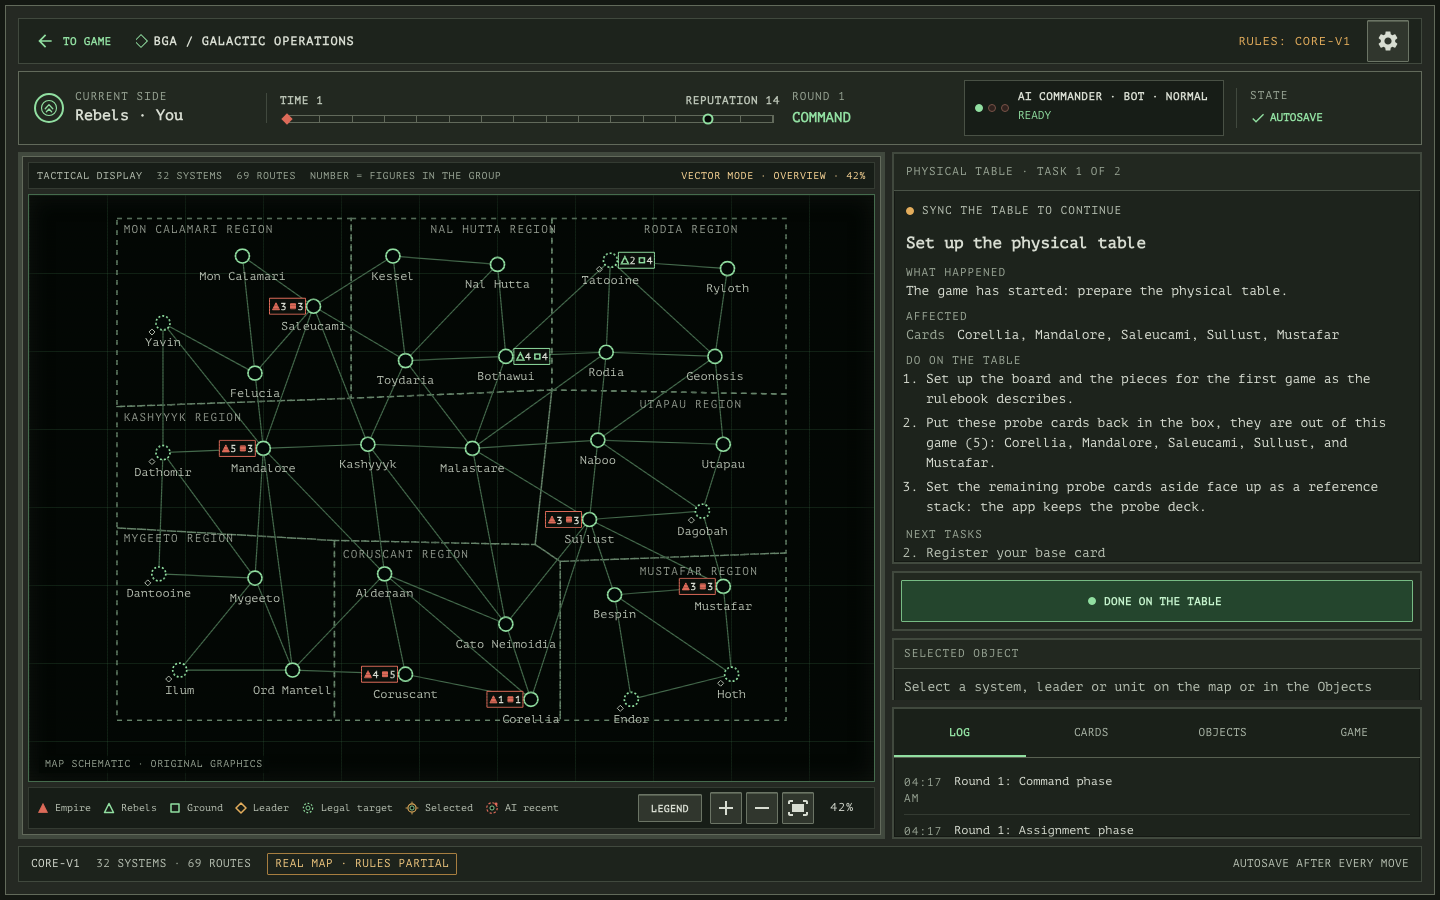 TO GAME
BGA / GALACTIC OPERATIONS
RULES: CORE-V1
CURRENT SIDE
Rebels · You
TIME 1
REPUTATION 14
ROUND 1
COMMAND
AI COMMANDER · BOT · NORMAL
READY
STATE
AUTOSAVE
TACTICAL DISPLAY 32 SYSTEMS 69 ROUTES NUMBER = FIGURES IN THE GROUP
VECTOR MODE · OVERVIEW · 42%
MON CALAMARI REGION
NAL HUTTA REGION
RODIA REGION
Mon Calamari
Kessel
Nal Hutta
2 4
Tatooine
Ryloth
3 3
Saleucami
Yavin
Felucia
Toydaria
4 4
Bothawui
Rodia
Geonosis
KASHYYYK REGION
UTAPAU REGION
Dathomir
5 3
Mandalore
Kashyyyk
Malastare
Naboo
Utapau
3 3
Sullust
Dagobah
MYGEETO REGION
CORUSCANT REGION
MUSTAFAR REGION
Dantooine
Mygeeto
Alderaan
Bespin
3 3
Mustafar
Cato Neimoidia
Ilum
Ord Mantell
4 5
Coruscant
1 1
Corellia
Endor
Hoth
MAP SCHEMATIC · ORIGINAL GRAPHICS
Empire
Rebels
Ground
Leader
Legal target
Selected
AI recent
LEGEND
42%
PHYSICAL TABLE · TASK 1 OF 2
SYNC THE TABLE TO CONTINUE
Set up the physical table
WHAT HAPPENED
The game has started: prepare the physical table.
AFFECTED
Cards Corellia, Mandalore, Saleucami, Sullust, Mustafar
DO ON THE TABLE
1. Set up the board and the pieces for the first game as the
rulebook describes.
2. Put these probe cards back in the box, they are out of this
game (5): Corellia, Mandalore, Saleucami, Sullust, and
Mustafar.
3. Set the remaining probe cards aside face up as a reference
stack: the app keeps the probe deck.
NEXT TASKS
2. Register your base card
DONE ON THE TABLE
SELECTED OBJECT
Select a system, leader or unit on the map or in the Objects
LOG
CARDS
OBJECTS
GAME
04:17 AM
Round 1: Command phase
04:17
Round 1: Assignment phase
CORE-V1
32 SYSTEMS · 69 ROUTES
REAL MAP · RULES PARTIAL
AUTOSAVE AFTER EVERY MOVE